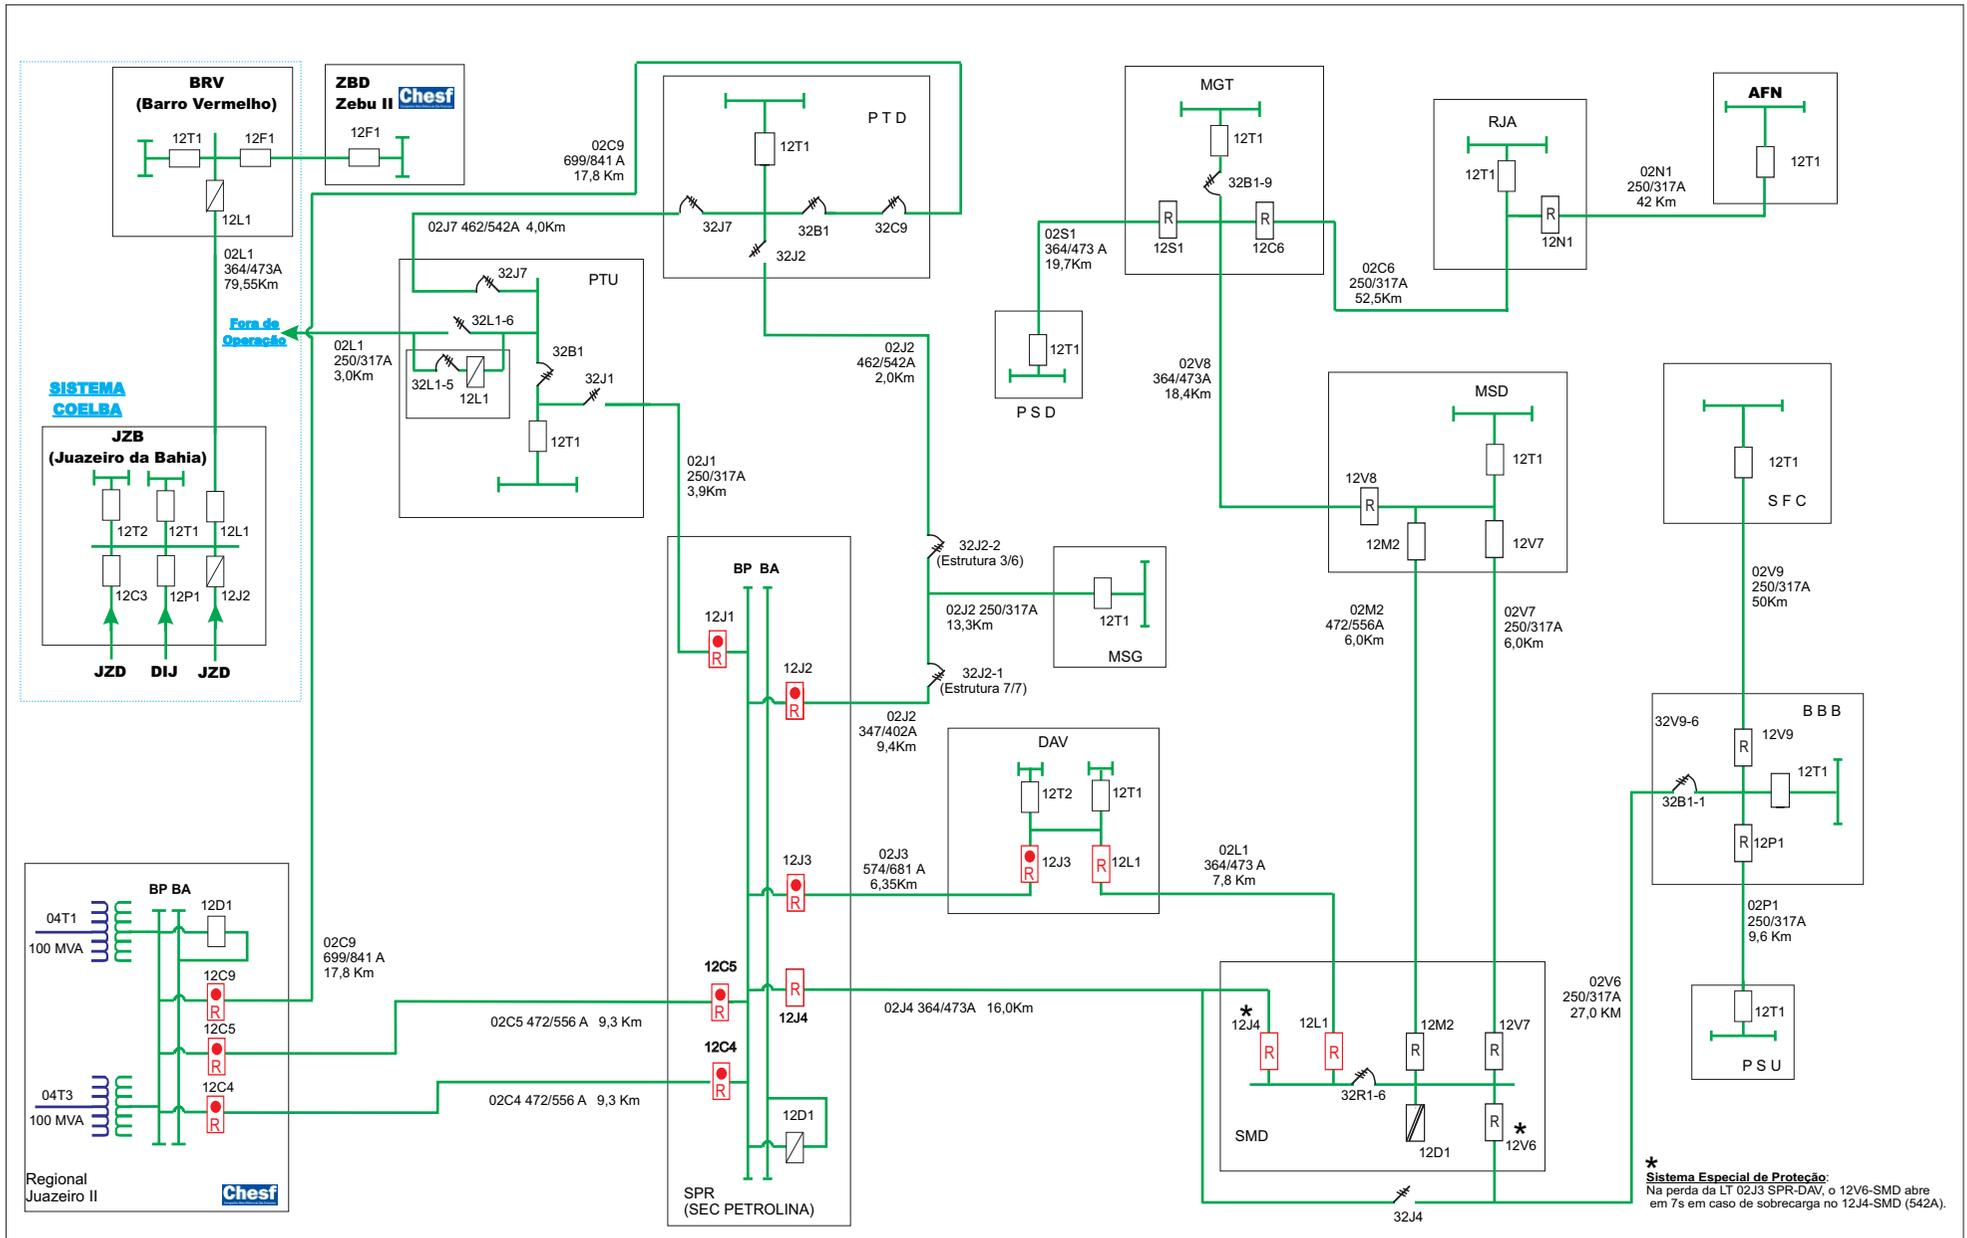 BRV
(Barro Vermelho)
12T1
12F1
12L1
ZBD
Zebu II
Chesf
12F1
02L1
364/473A
79,55Km
Fora de
Operação
SISTEMA
COELBA
JZB
(Juazeiro da Bahia)
12T2
12T1
12L1
12C3
12P1
12J2
JZD
DIJ
JZD
02C9
699/841 A
17,8 Km
P T D
12T1
32J7
32B1
32C9
32J2
02J7 462/542A 4,0Km
PTU
32J7
32L1-6
32B1
32L1-5
12L1
32J1
12T1
02L1
250/317A
3,0Km
02J1
250/317A
3,9Km
02J2
462/542A
2,0Km
32J2-2
(Estrutura 3/6)
02J2 250/317A
13,3Km
12T1
MSG
32J2-1
(Estrutura 7/7)
02J2
347/402A
9,4Km
MGT
12T1
32B1-9
R
12S1
R
12C6
02S1
364/473 A
19,7Km
12T1
P S D
02C6
250/317A
52,5Km
RJA
12T1
R
12N1
02N1
250/317A
42 Km
AFN
12T1
02V8
364/473A
18,4Km
MSD
12T1
12V8
R
12M2
12V7
02M2
472/556A
6,0Km
02V7
250/317A
6,0Km
S F C
12T1
02V9
250/317A
50Km
B B B
32V9-6
R
12V9
12T1
32B1-1
R
12P1
02P1
250/317A
9,6 Km
12T1
P S U
02V6
250/317A
27,0 KM
BP BA
12J1
R
12J2
R
12J3
R
12C5
R
R
12J4
12C4
R
12D1
SPR
(SEC PETROLINA)
DAV
12T2
12T1
R
12J3
R
12L1
02J3
574/681 A
6,35Km
02L1
364/473 A
7,8 Km
02J4 364/473A 16,0Km
*
12J4
R
12L1
R
12M2
R
12V7
R
32R1-6
12D1
R
*
12V6
SMD
32J4
BP BA
04T1
100 MVA
12D1
12C9
R
12C5
R
12C4
R
04T3
100 MVA
Regional
Juazeiro II
Chesf
02C9
699/841 A
17,8 Km
02C5 472/556 A 9,3 Km
02C4 472/556 A 9,3 Km
*
Sistema Especial de Proteção:
Na perda da LT 02J3 SPR-DAV, o 12V6-SMD abre
em 7s em caso de sobrecarga no 12J4-SMD (542A).